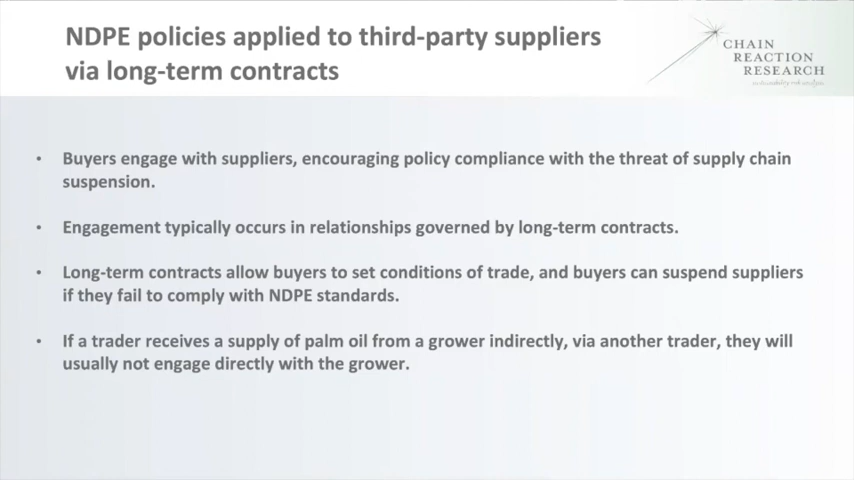 NDPE policies applied to third-party suppliers
via long-term contracts
CHAIN
REACTION
RESEARCH
sustainability risk analysis
• Buyers engage with suppliers, encouraging policy compliance with the threat of supply chain
suspension.
• Engagement typically occurs in relationships governed by long-term contracts.
• Long-term contracts allow buyers to set conditions of trade, and buyers can suspend suppliers
if they fail to comply with NDPE standards.
• If a trader receives a supply of palm oil from a grower indirectly, via another trader, they will
usually not engage directly with the grower.